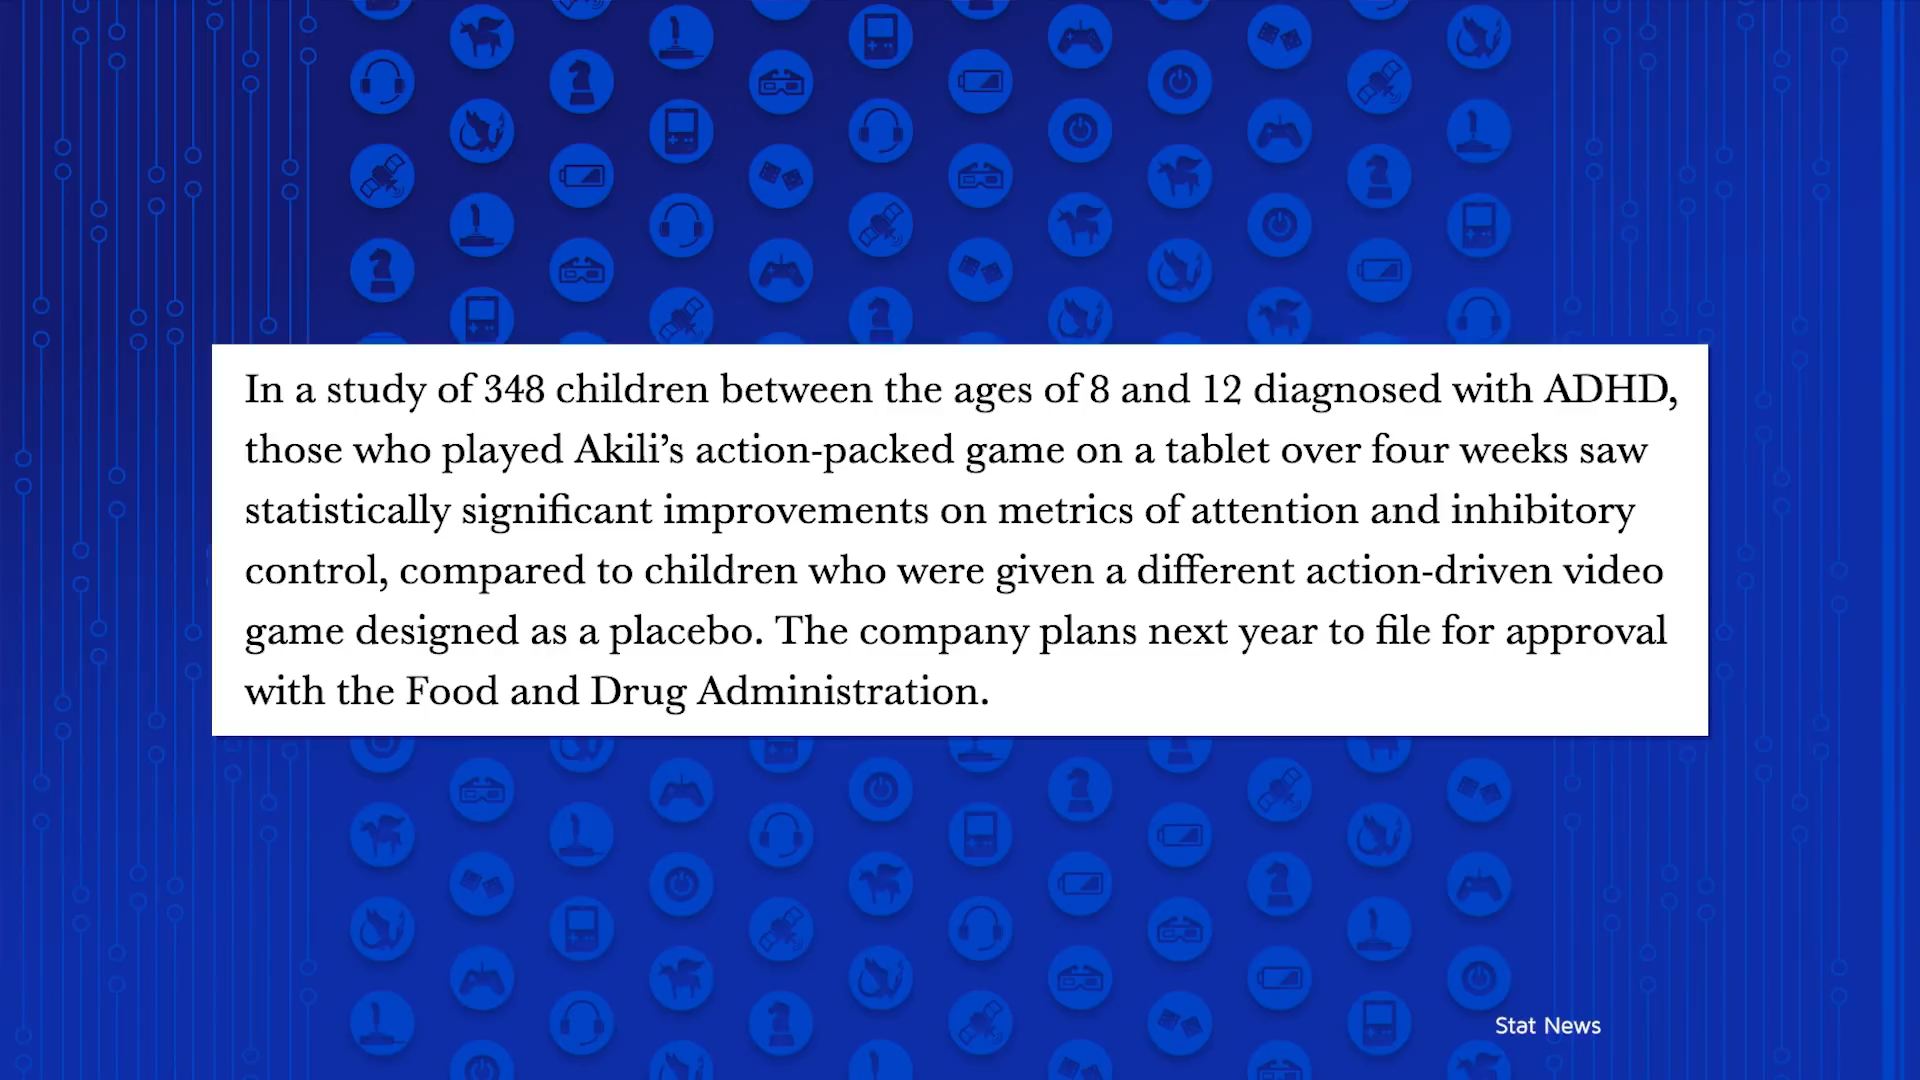 In a study of 348 children between the ages of 8 and 12 diagnosed with ADHD,
those who played Akili’s action-packed game on a tablet over four weeks saw
statistically significant improvements on metrics of attention and inhibitory
control, compared to children who were given a different action-driven video
game designed as a placebo. The company plans next year to file for approval
with the Food and Drug Administration.
Stat News